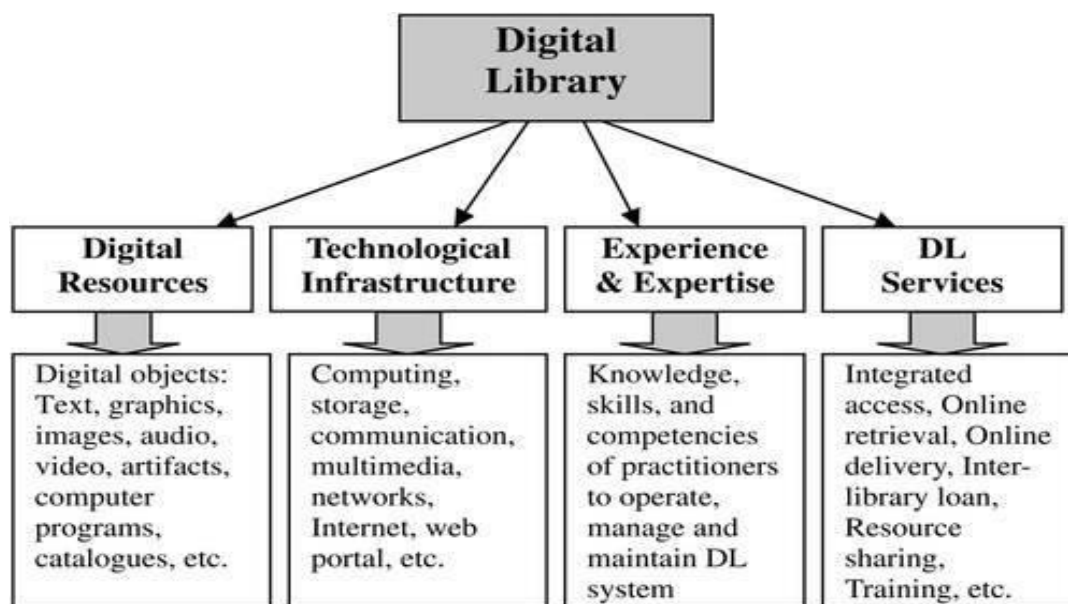 Digital
Library
Digital
Resources
Technological
Infrastructure
Experience
& Expertise
DL
Services
Digital objects:
Text, graphics,
images, audio,
video, artifacts,
computer
programs,
catalogues, etc.
Computing,
storage,
communication,
multimedia,
networks,
Internet, web
portal, etc.
Knowledge,
skills, and
competencies
of practitioners
to operate,
manage and
maintain DL
system
Integrated
access, Online
retrieval, Online
delivery, Inter-
library loan,
Resource
sharing,
Training, etc.